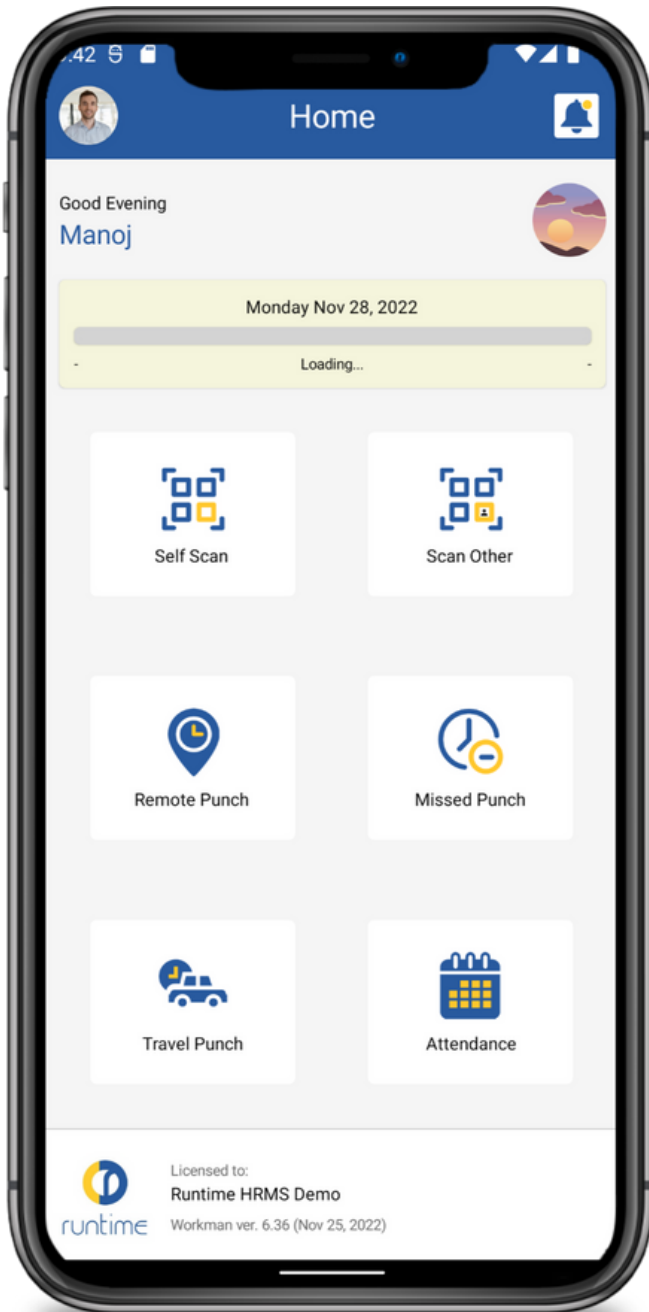 :42
Home
Good Evening
Manoj
Monday Nov 28, 2022
- Loading... -
Self Scan Scan Other
Remote Punch Missed Punch
Travel Punch Attendance
Licensed to:
Runtime HRMS Demo
runtime Workman ver. 6.36 (Nov 25, 2022)